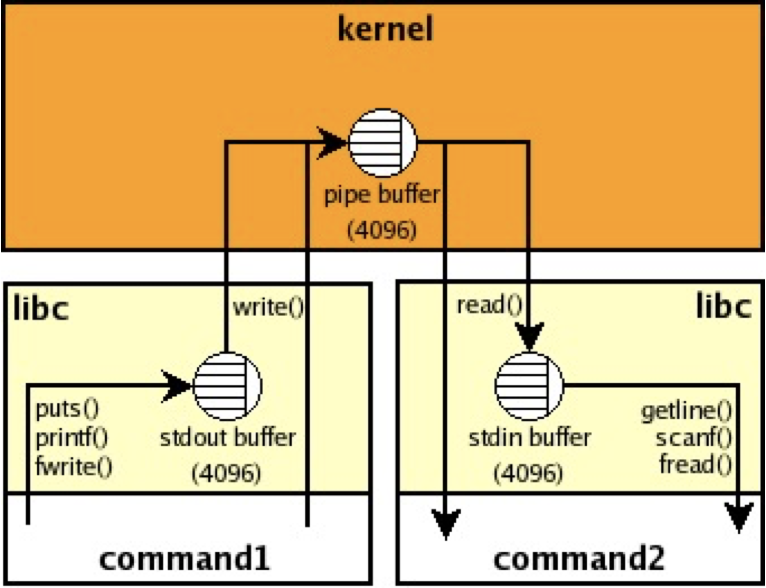 kernel
pipe buffer
(4096)
libc
write()
puts()
printf()
fwrite()
stdout buffer
(4096)
command1
libc
read()
stdin buffer
(4096)
getline()
scanf()
fread()
command2